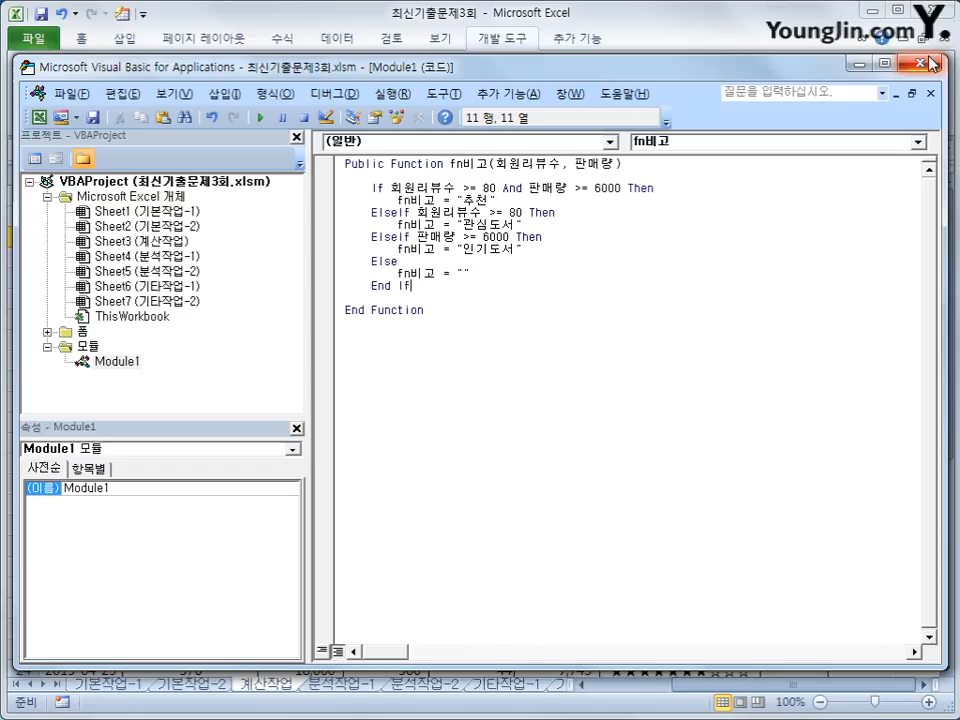 최신기출문제3회 - Microsoft Excel
YoungJin.com Y.
파일 홈 삽입 페이지 레이아웃 수식 데이터 검토 보기 개발 도구 추가 기능
Microsoft Visual Basic for Applications - 최신기출문제3회.xlsm - [Module1 (코드)]
파일(F) 편집(E) 보기(V) 삽입(I) 형식(O) 디버그(D) 실행(R) 도구(T) 추가 기능(A) 창(W) 도움말(H) 질문을 입력하십시오.
11 행, 11 열
프로젝트 - VBAProject
(일반) fn비고
VBAProject (최신기출문제3회.xlsm)
Microsoft Excel 개체
Sheet1 (기본작업-1)
Sheet2 (기본작업-2)
Sheet3 (계산작업)
Sheet4 (분석작업-1)
Sheet5 (분석작업-2)
Sheet6 (기타작업-1)
Sheet7 (기타작업-2)
ThisWorkbook
폼
모듈
Module1
Public Function fn비고(회원리뷰수, 판매량)
If 회원리뷰수 >= 80 And 판매량 >= 6000 Then
fn비고 = "추천"
ElseIf 회원리뷰수 >= 80 Then
fn비고 = "관심도서"
ElseIf 판매량 >= 6000 Then
fn비고 = "인기도서"
Else
fn비고 = ""
End If
End Function
속성 - Module1
Module1 모듈
사전순 항목별
(이름) Module1
기본작업-1 기본작업-2 계산작업 분석작업-1 분석작업-2 기타작업-1
준비 100%